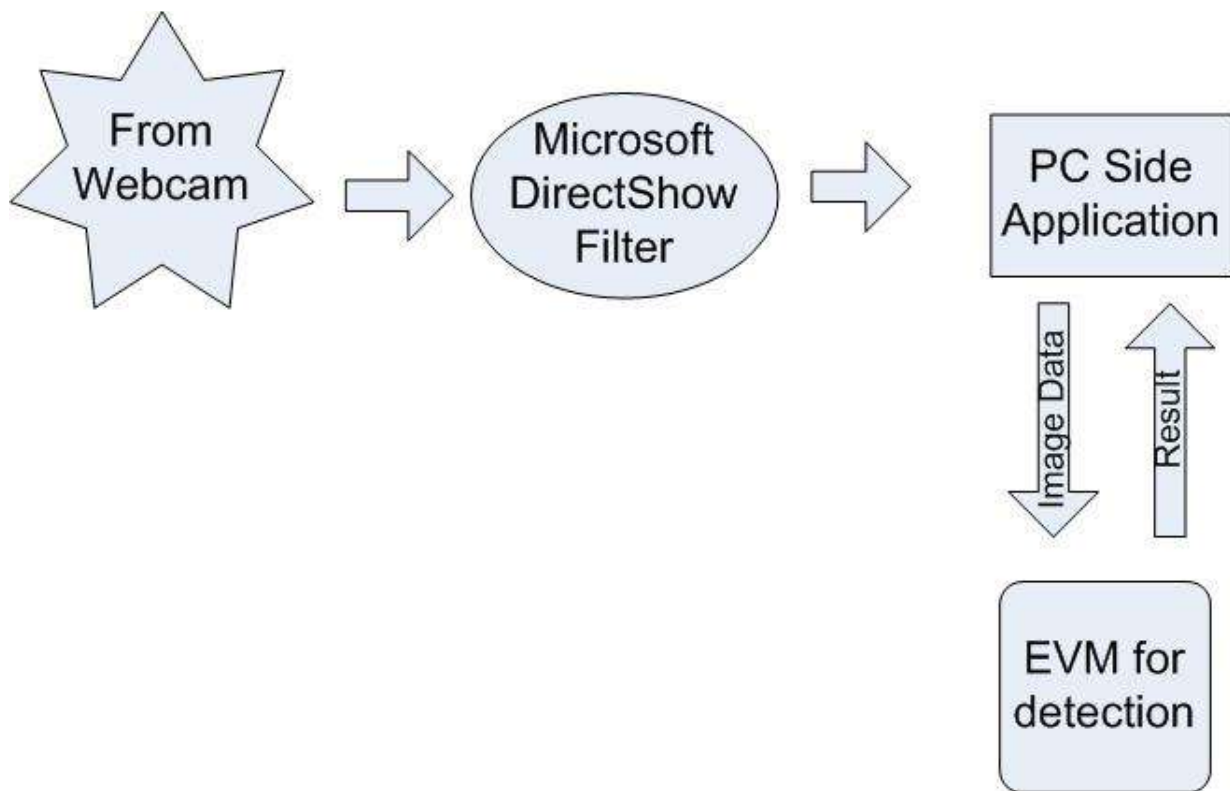 From
Webcam
Microsoft
DirectShow
Filter
PC Side
Application
Image Data
Result
EVM for
detection